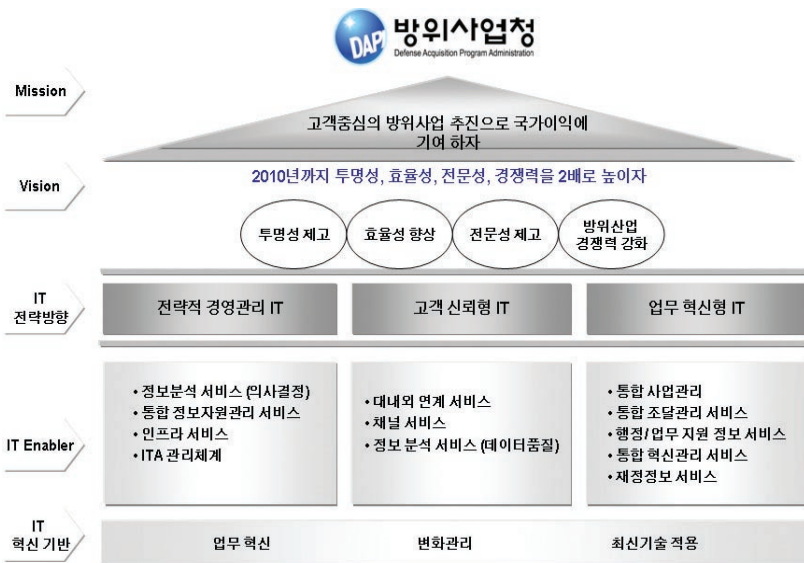 DAPA 방위사업청
Defense Acquisition Program Administration
Mission
고객중심의 방위사업 추진으로 국가이익에
기여 하자
Vision
2010년까지 투명성, 효율성, 전문성, 경쟁력을 2배로 높이자
투명성 제고
효율성 향상
전문성 제고
방위산업
경쟁력 강화
IT
전략방향
전략적 경영관리 IT
고객 신뢰형 IT
업무 혁신형 IT
IT Enabler
• 정보분석 서비스 (의사결정)
• 통합 정보자원관리 서비스
• 인프라 서비스
• ITA 관리체계
• 대내외 연계 서비스
• 채널 서비스
• 정보 분석 서비스 (데이터품질)
• 통합 사업관리
• 통합 조달관리 서비스
• 행정/업무 지원 정보 서비스
• 통합 혁신관리 서비스
• 재정정보 서비스
IT
혁신 기반
업무 혁신
변화관리
최신기술 적용